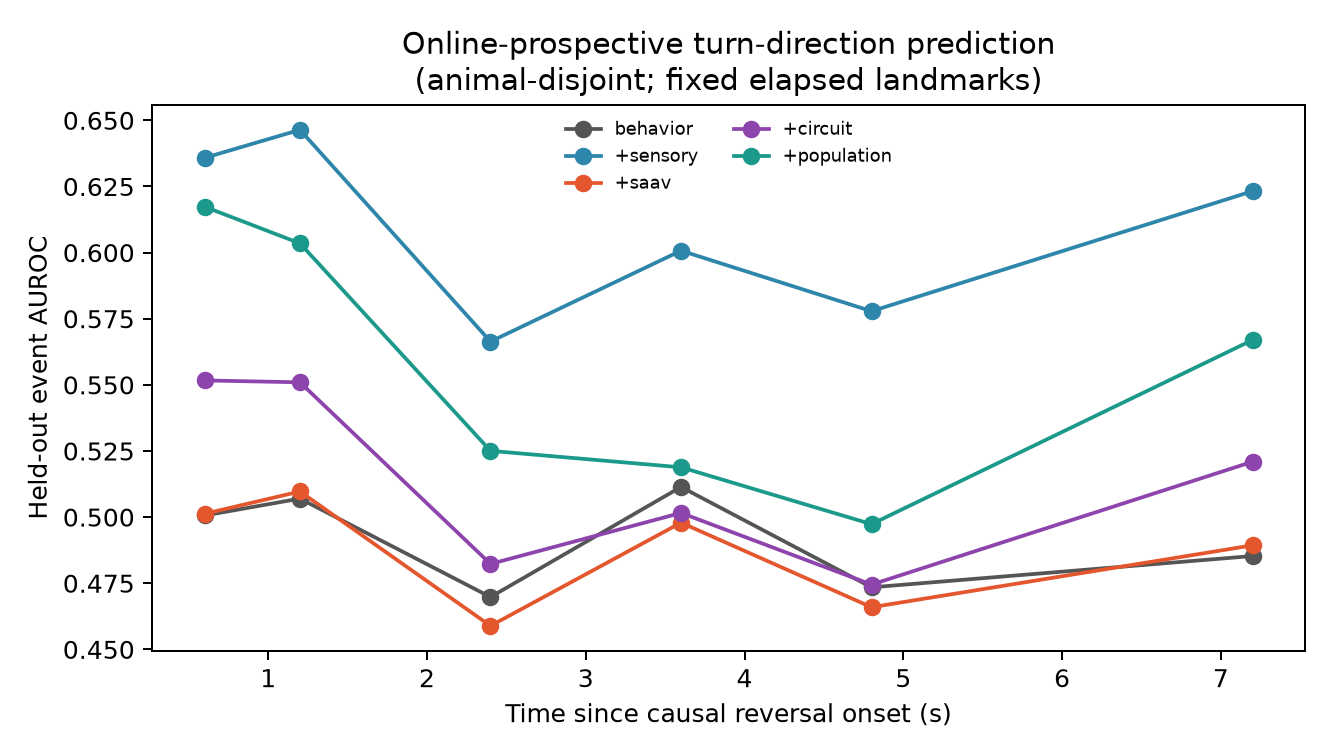 Online-prospective turn-direction prediction
(animal-disjoint; fixed elapsed landmarks)
behavior
+sensory
+saav
+circuit
+population
Held-out event AUROC
0.650
0.625
0.600
0.575
0.550
0.525
0.500
0.475
0.450
1 2 3 4 5 6 7
Time since causal reversal onset (s)